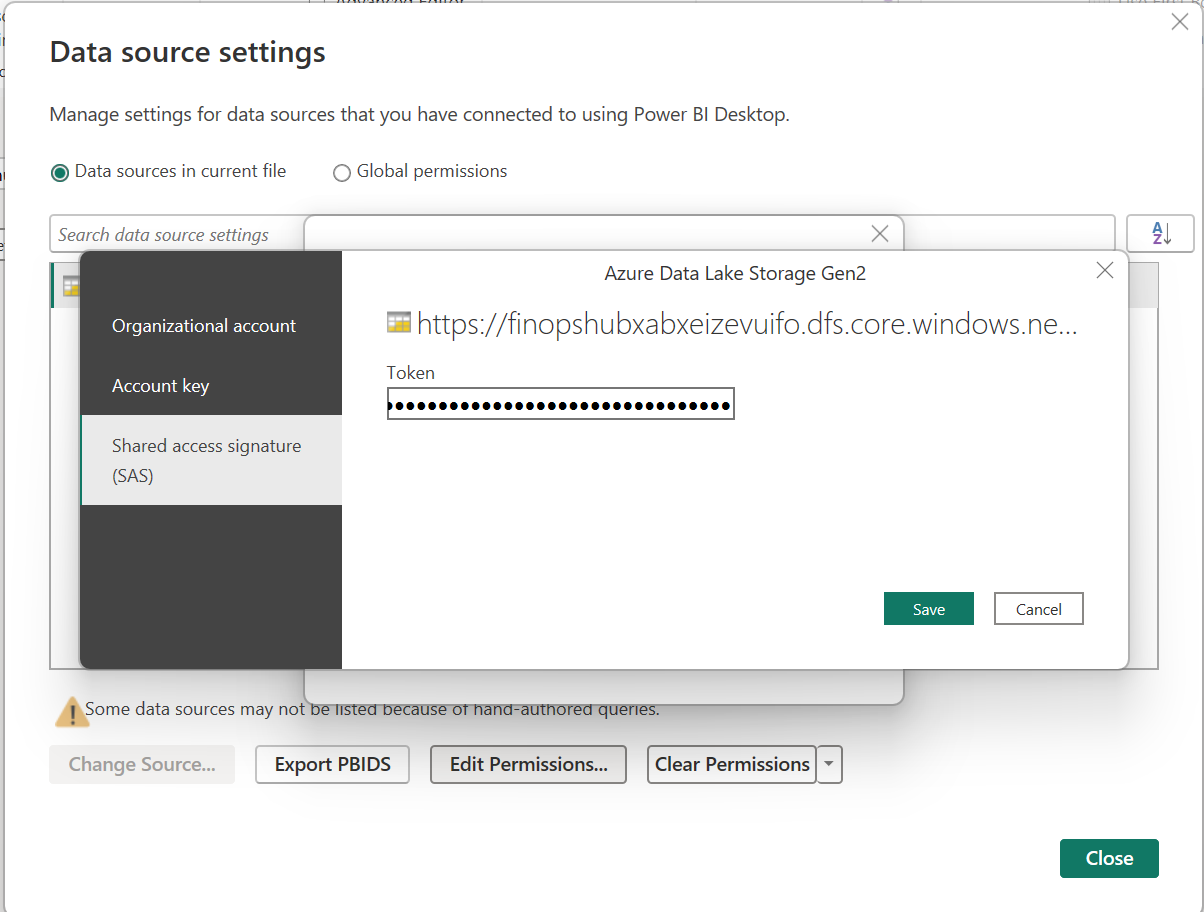 Data source settings
Manage settings for data sources that you have connected to using Power BI Desktop.
Data sources in current file
Global permissions
Search data source settings
A
Z
Azure Data Lake Storage Gen2
https://finopshubxabxeizevuifo.dfs.core.windows.ne...
Organizational account
Account key
Shared access signature
(SAS)
Token
Save
Cancel
Some data sources may not be listed because of hand-authored queries.
Change Source...
Export PBIDS
Edit Permissions...
Clear Permissions
Close